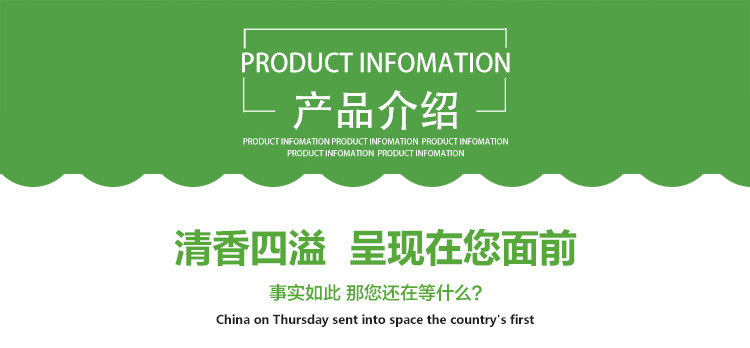 PRODUCT INFOMATION
产品介绍
PRODUCT INFOMATION PRODUCT INFOMATION PRODUCT INFOMATION
PRODUCT INFOMATION PRODUCT INFOMATION
清香四溢 呈现在您面前
事实如此 那您还在等什么?
China on Thursday sent into space the country's first